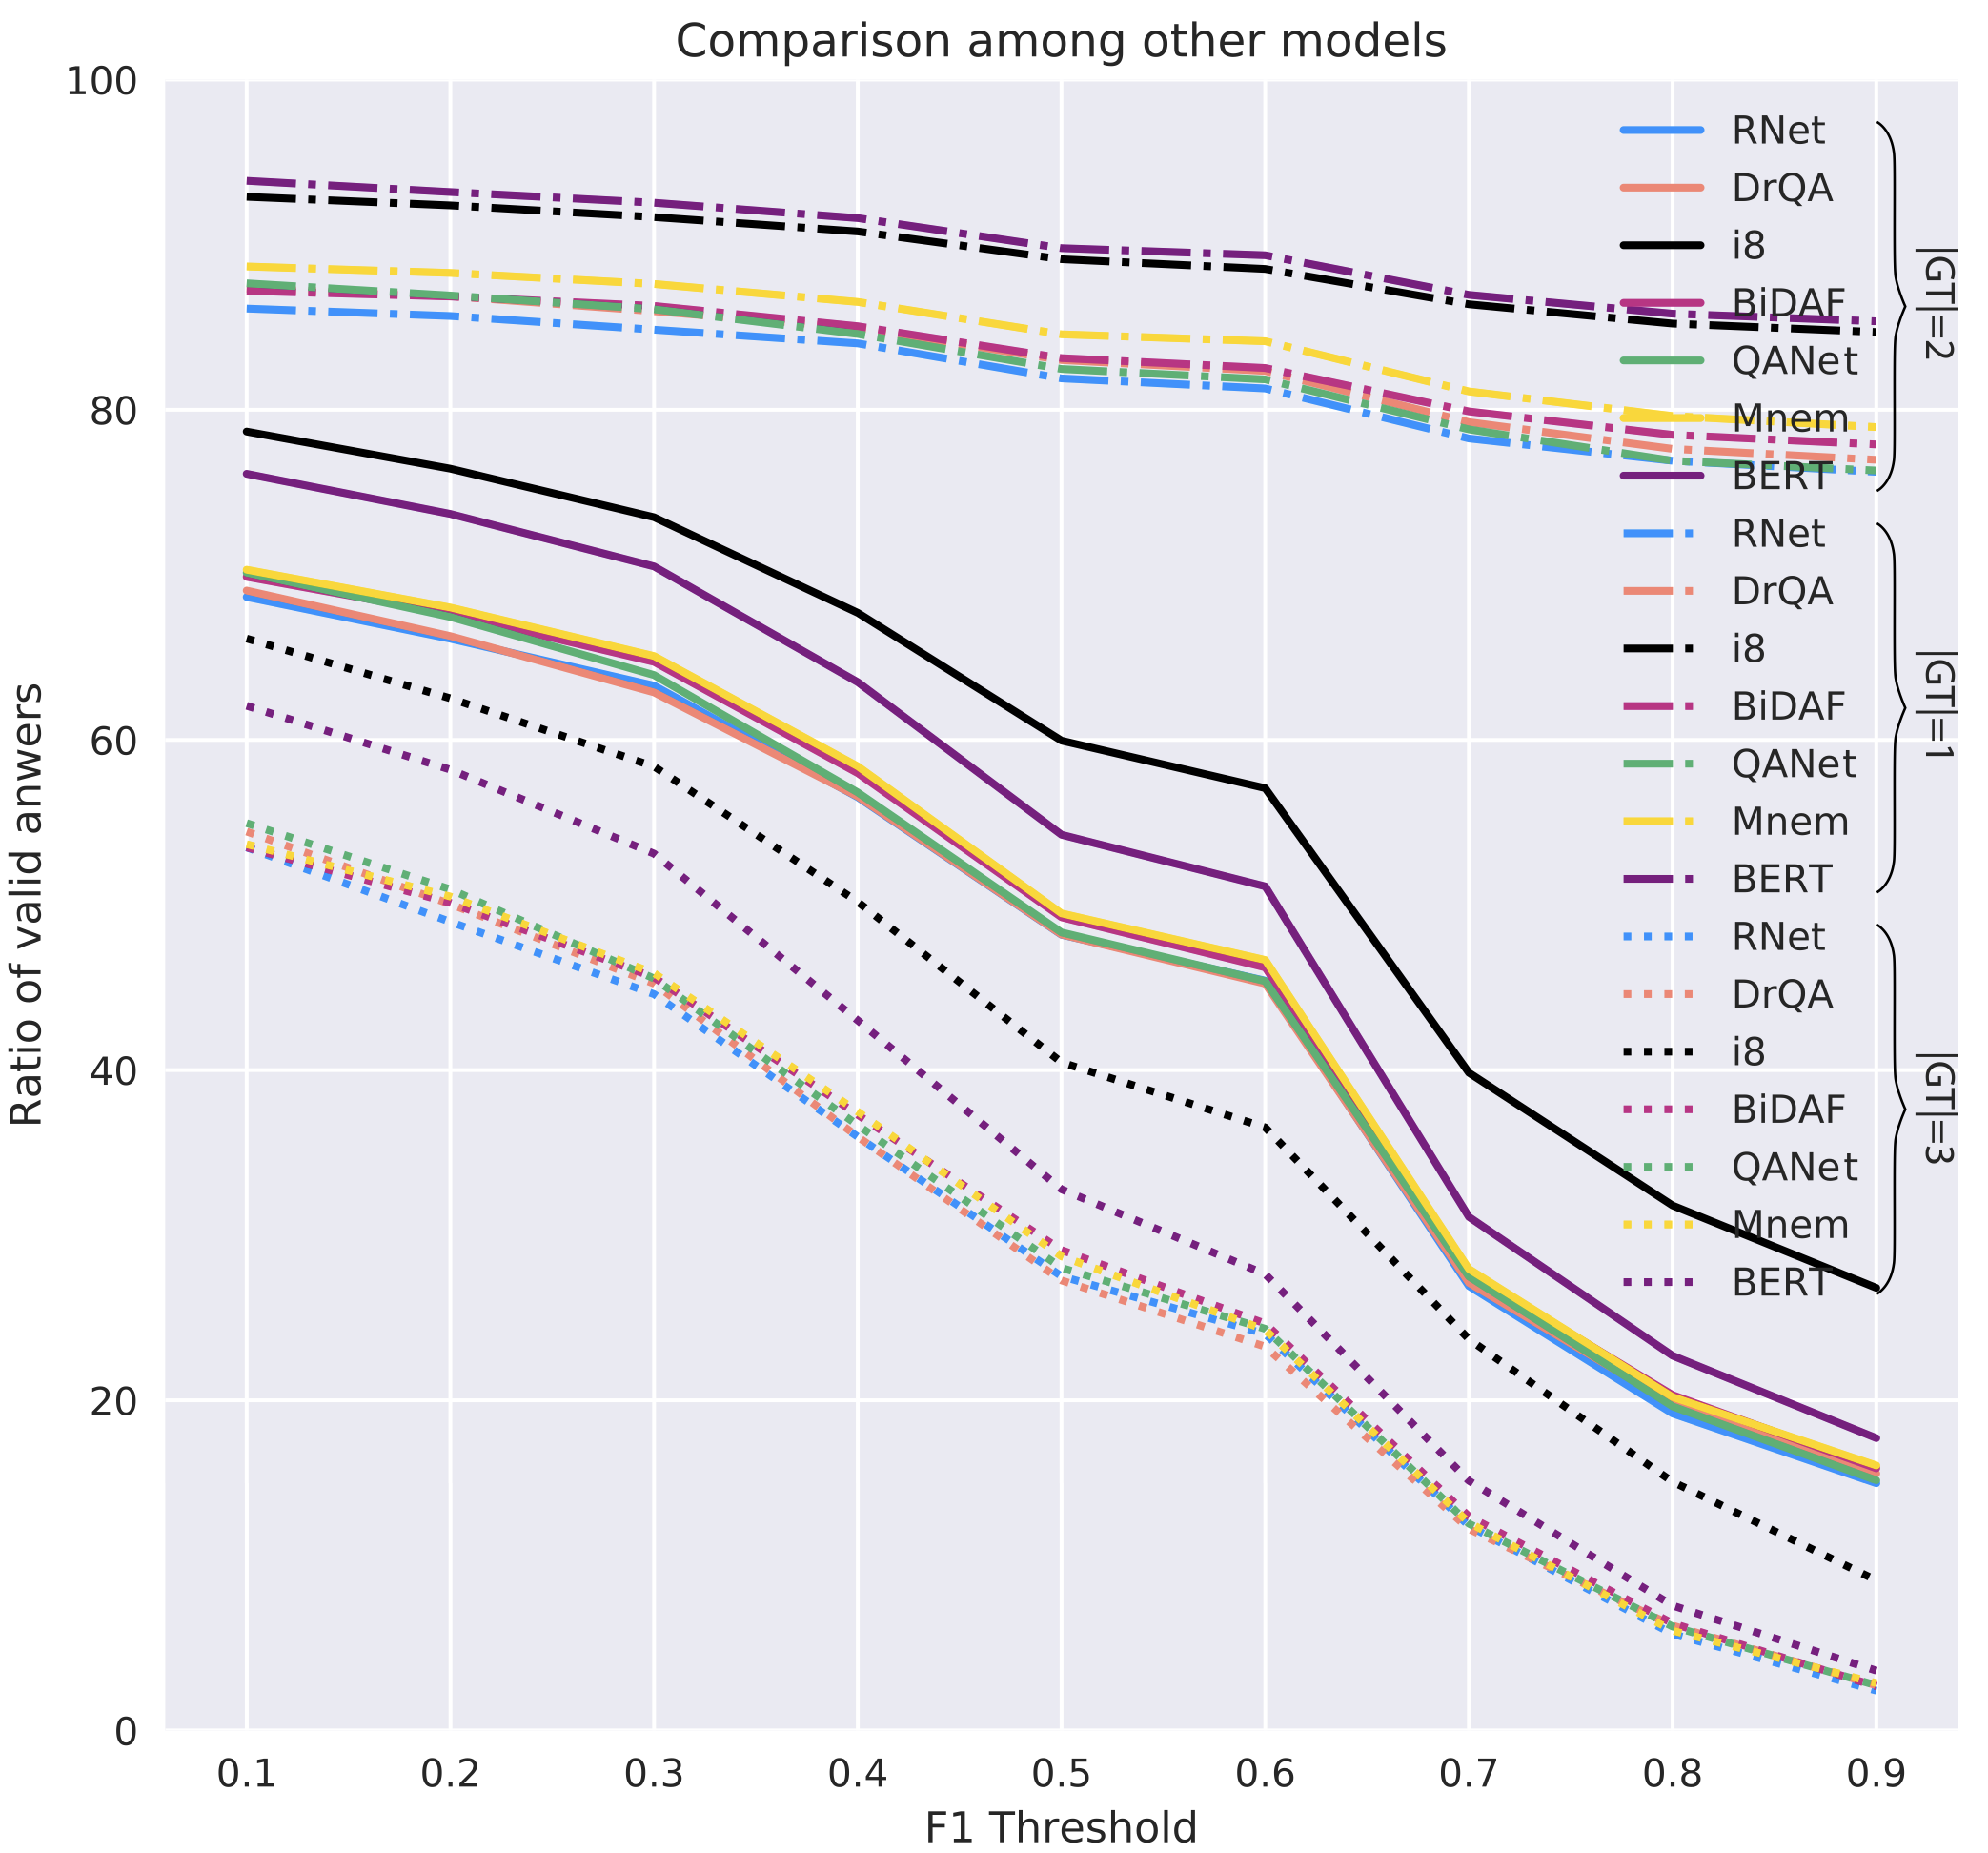 Comparison among other models
Ratio of valid anwers
100
80
60
40
20
0
0.1 0.2 0.3 0.4 0.5 0.6 0.7 0.8 0.9
F1 Threshold
RNet
DrQA
i8
BiDAF
QANet
Mnem
BERT
|GT|=2
RNet
DrQA
i8
BiDAF
QANet
Mnem
BERT
|GT|=1
RNet
DrQA
i8
BiDAF
QANet
Mnem
BERT
|GT|=3